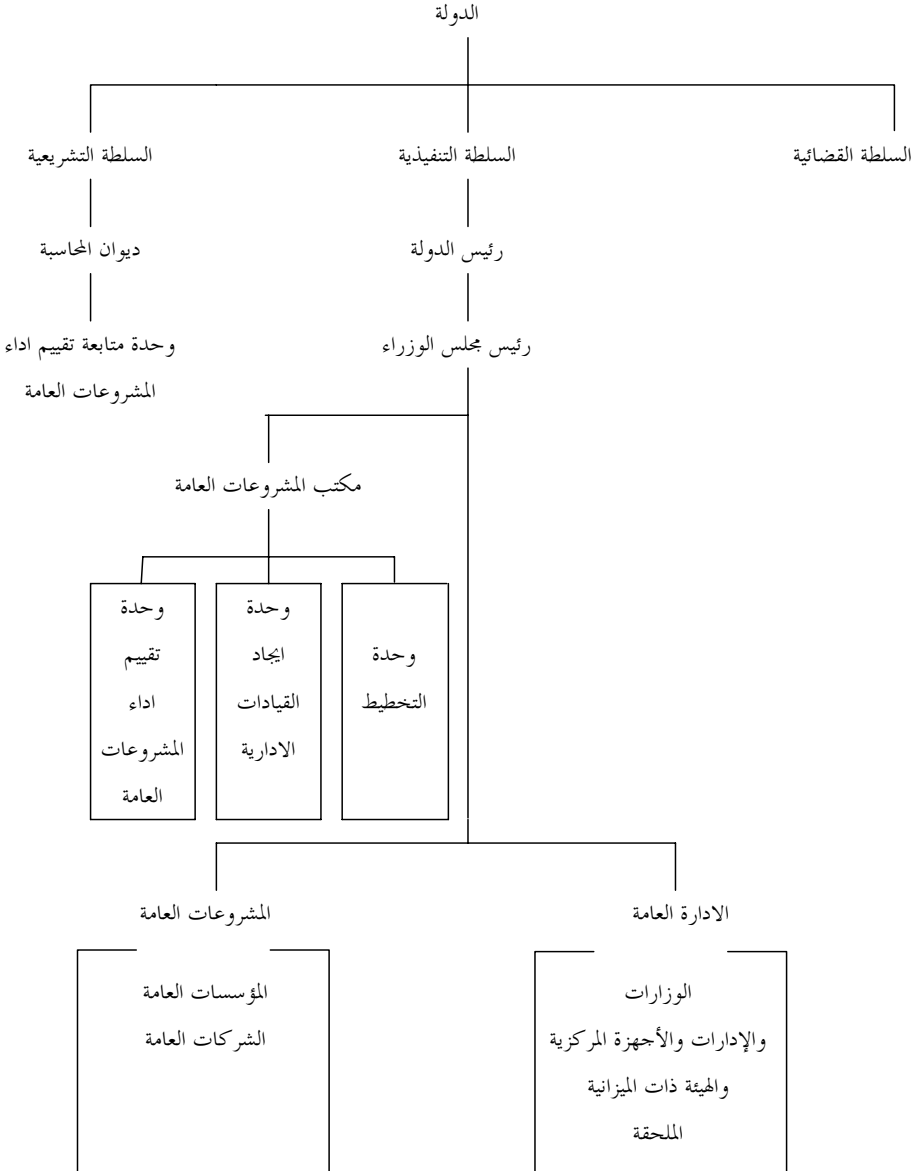 الدولة
السلطة القضائية
السلطة التنفيذية
السلطة التشريعية
رئيس الدولة
ديوان المحاسبة
رئيس مجلس الوزراء
وحدة متابعة تقييم اداء
المشروعات العامة
مكتب المشروعات العامة
وحدة
التخطيط
وحدة
ايجاد
القيادات
الادارية
وحدة
تقييم
اداء
المشروعات
العامة
الادارة العامة
المشروعات العامة
الوزارات
والإدارات والأجهزة المركزية
والهيئة ذات الميزانية
الملحقة
المؤسسات العامة
الشركات العامة